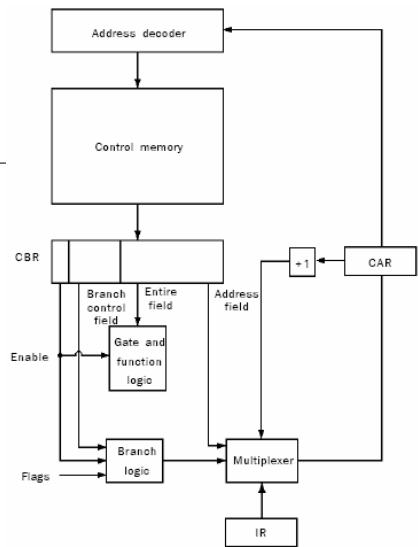 Address decoder
Control memory
CBR
+1
CAR
Branch
control
field
Entire
field
Address
field
Enable
Gate and
function
logic
Branch
logic
Multiplexer
Flags
IR